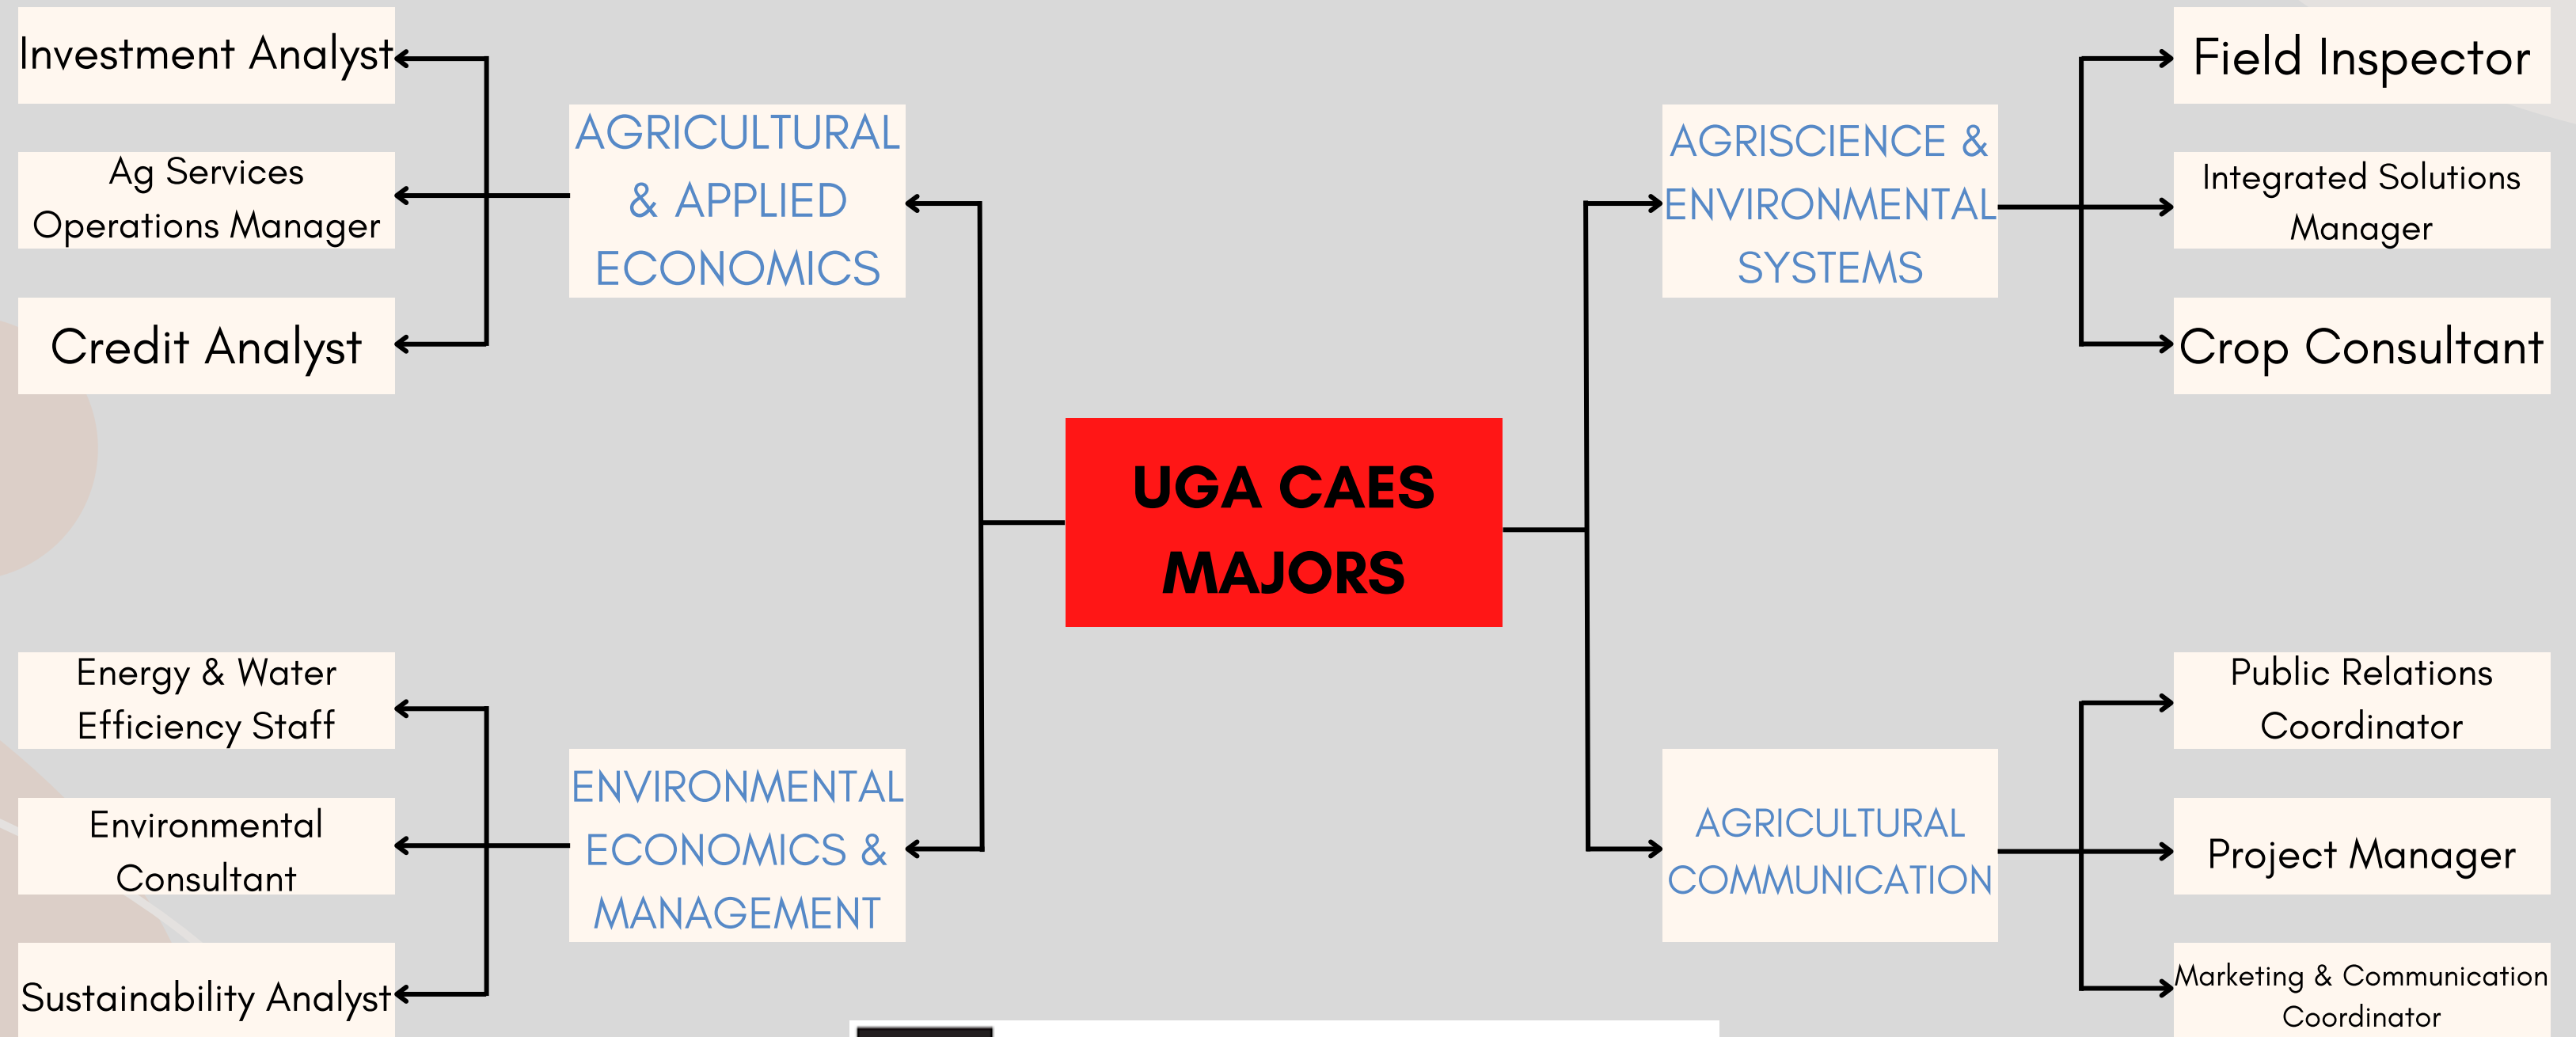 Investment Analyst
Ag Services
Operations Manager
Credit Analyst
AGRICULTURAL
& APPLIED
ECONOMICS
AGRISCIENCE &
ENVIRONMENTAL
SYSTEMS
Field Inspector
Integrated Solutions
Manager
Crop Consultant
UGA CAES
MAJORS
Energy & Water
Efficiency Staff
Environmental
Consultant
Sustainability Analyst
ENVIRONMENTAL
ECONOMICS &
MANAGEMENT
AGRICULTURAL
COMMUNICATION
Public Relations
Coordinator
Project Manager
Marketing & Communication
Coordinator